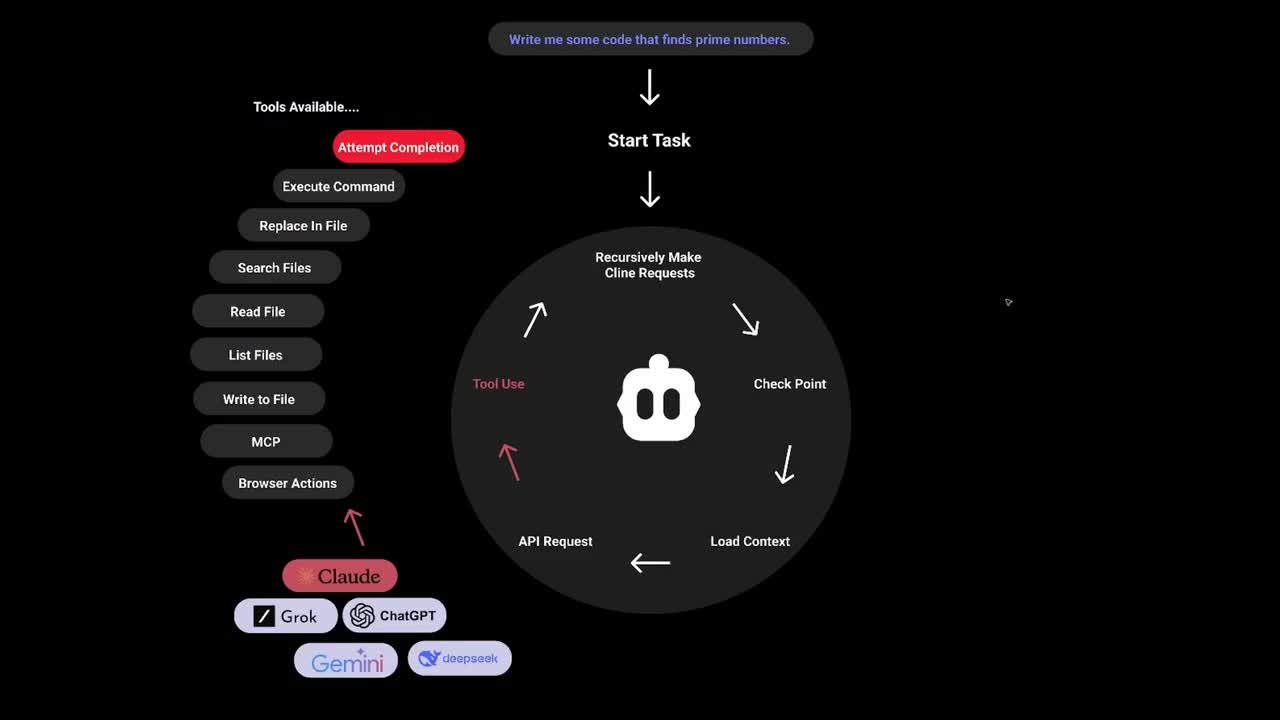 Write me some code that finds prime numbers.
Start Task
Tools Available....
Attempt Completion
Execute Command
Replace In File
Search Files
Read File
List Files
Write to File
MCP
Browser Actions
Claude
Grok
ChatGPT
Gemini
deepseek
Recursively Make
Cline Requests
Check Point
Load Context
API Request
Tool Use